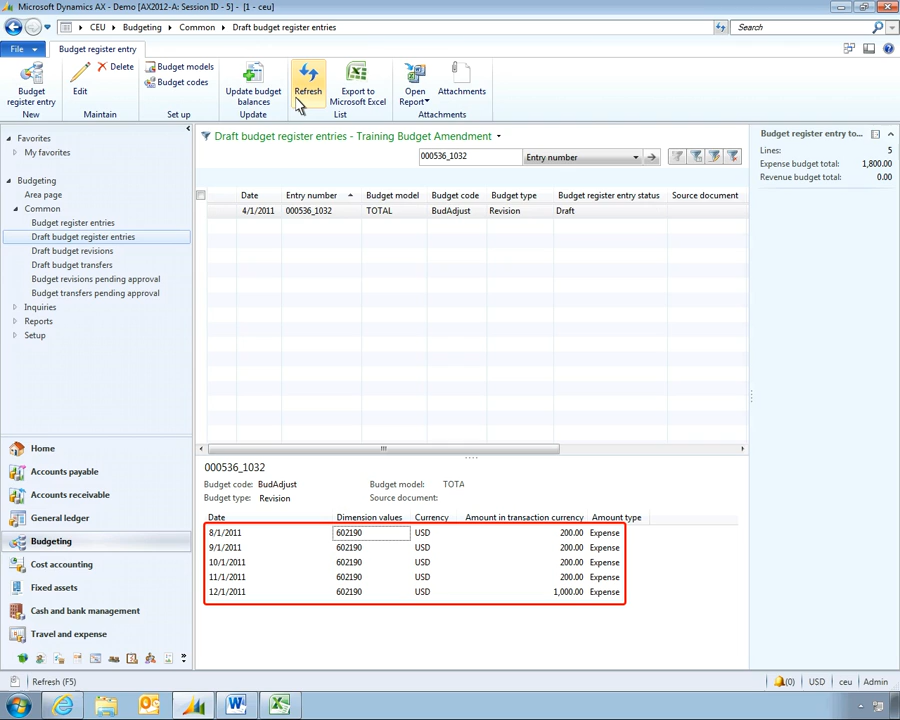 Microsoft Dynamics AX - Demo [AX2012-A: Session ID - 5] - [1 - ceu]
CEU Budgeting Common Draft budget register entries
Search
File
Budget register entry
Budget register entry
New
Edit
Delete
Maintain
Budget models
Budget codes
Set up
Update budget balances
Update
Refresh
Export to Microsoft Excel
List
Open Report
Attachments
Attachments
Favorites
My favorites
Budgeting
Area page
Common
Budget register entries
Draft budget register entries
Draft budget revisions
Draft budget transfers
Budget revisions pending approval
Budget transfers pending approval
Inquiries
Reports
Setup
Home
Accounts payable
Accounts receivable
General ledger
Budgeting
Cost accounting
Fixed assets
Cash and bank management
Travel and expense
Draft budget register entries - Training Budget Amendment
000536_1032 Entry number
Date Entry number Budget model Budget code Budget type Budget register entry status Source document
4/1/2011 000536_1032 TOTAL BudAdjust Revision Draft
000536_1032
Budget code: BudAdjust Budget model: TOTA
Budget type: Revision Source document:
Date Dimension values Currency Amount in transaction currency Amount type
8/1/2011 602190 USD 200.00 Expense
9/1/2011 602190 USD 200.00 Expense
10/1/2011 602190 USD 200.00 Expense
11/1/2011 602190 USD 200.00 Expense
12/1/2011 602190 USD 1,000.00 Expense
Budget register entry to...
Lines: 5
Expense budget total: 1,800.00
Revenue budget total: 0.00
Refresh (F5)
(0) USD ceu Admin